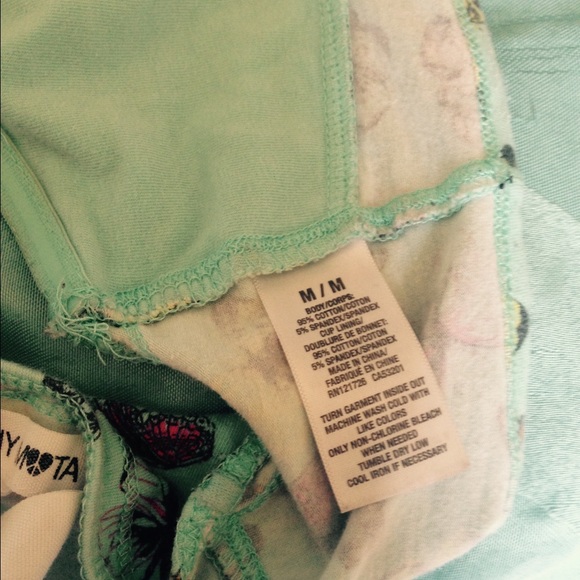 M / M
BODY/CORPS:
95% COTTON/COTON
5% SPANDEX/SPANDEX
CUP LINING/
DOUBLURE DE BONNET:
95% COTTON/COTON
5% SPANDEX/SPANDEX
MADE IN CHINA/
FABRIQUÉ EN CHINE
RN121726 CA53201
TURN GARMENT INSIDE OUT
MACHINE WASH COLD WITH
LIKE COLORS
ONLY NON-CHLORINE BLEACH
WHEN NEEDED
TUMBLE DRY LOW
COOL IRON IF NECESSARY